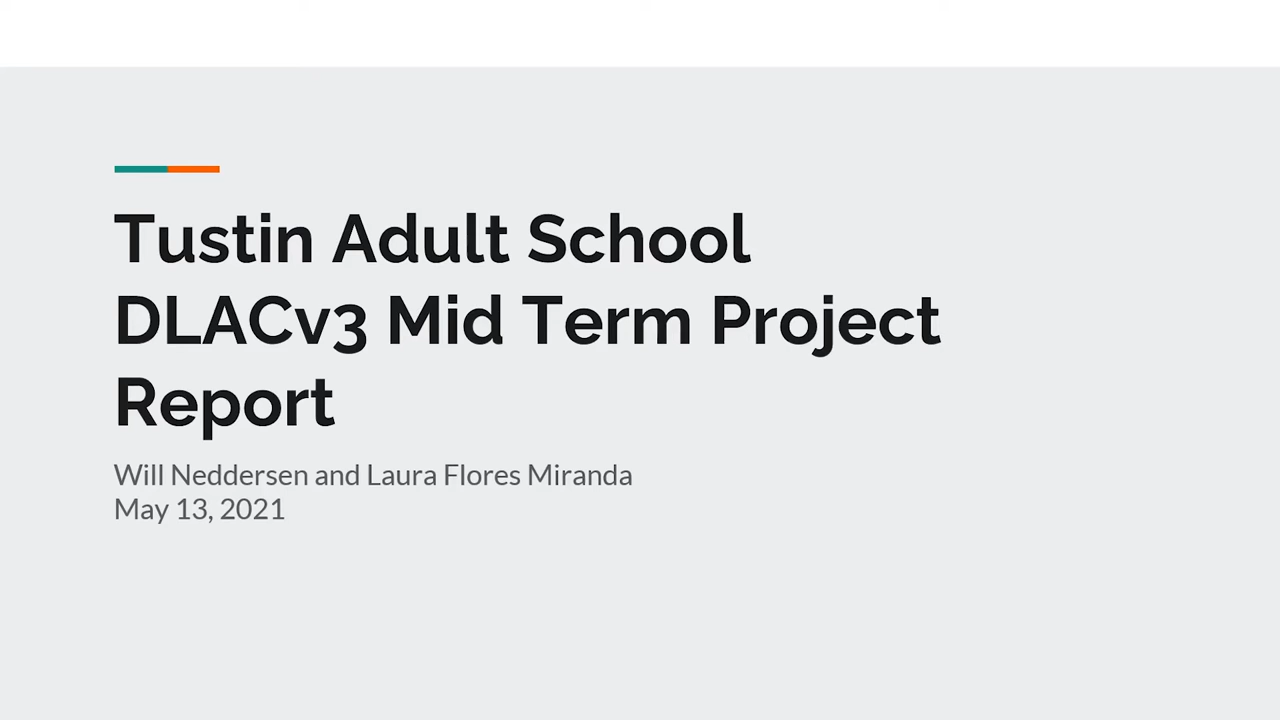 Tustin Adult School
DLACv3 Mid Term Project
Report
Will Neddersen and Laura Flores Miranda
May 13, 2021